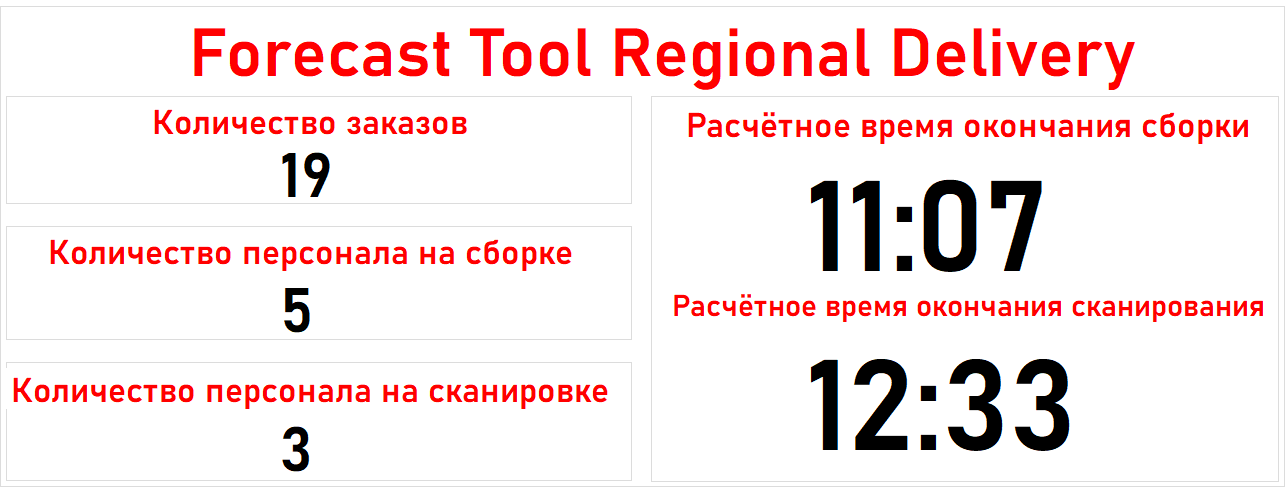 Forecast Tool Regional Delivery
Количество заказов
19
Количество персонала на сборке
5
Количество персонала на сканировке
3
Расчётное время окончания сборки
11:07
Расчётное время окончания сканирования
12:33